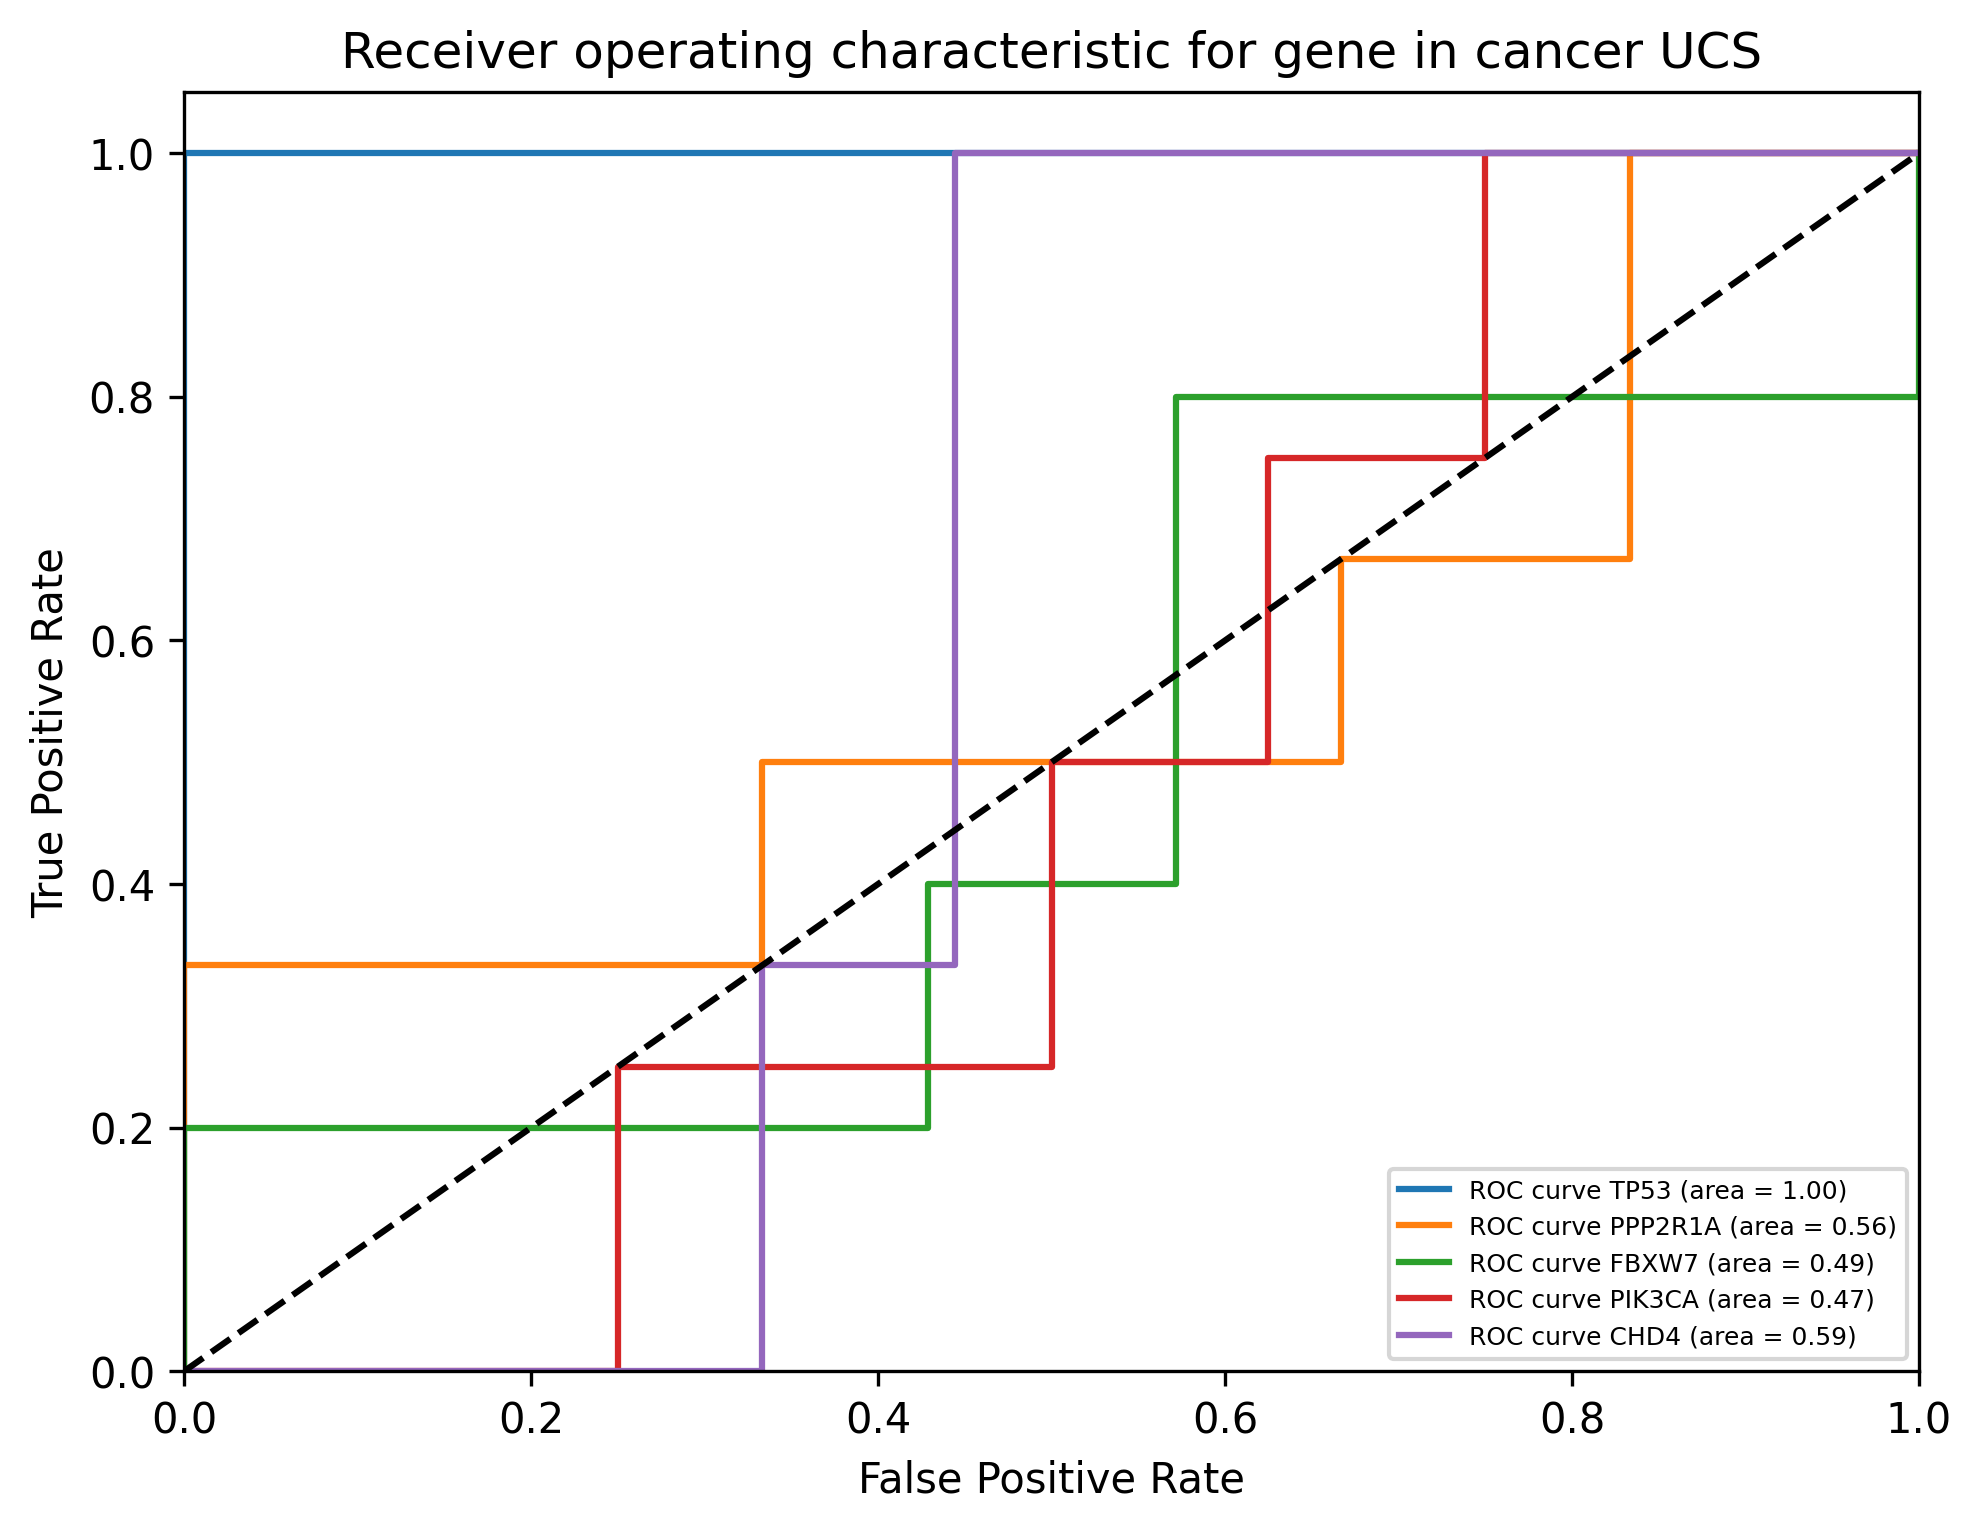 Receiver operating characteristic for gene in cancer UCS
True Positive Rate
1.0
0.8
0.6
0.4
0.2
0.0
0.0 0.2 0.4 0.6 0.8 1.0
False Positive Rate
ROC curve TP53 (area = 1.00)
ROC curve PPP2R1A (area = 0.56)
ROC curve FBXW7 (area = 0.49)
ROC curve PIK3CA (area = 0.47)
ROC curve CHD4 (area = 0.59)